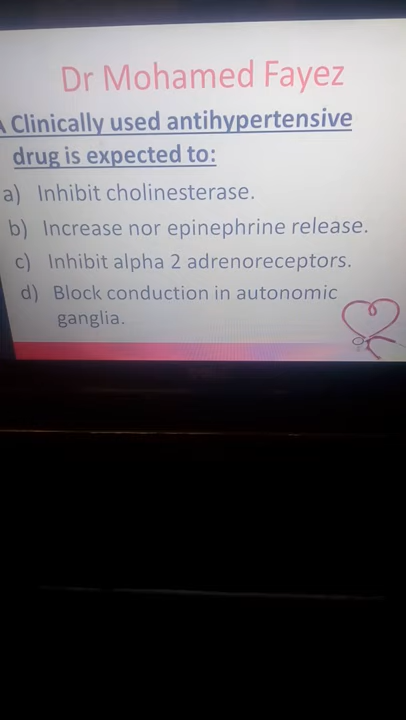 Dr Mohamed Fayez
A Clinically used antihypertensive
drug is expected to:
a) Inhibit cholinesterase.
b) Increase nor epinephrine release.
c) Inhibit alpha 2 adrenoreceptors.
d) Block conduction in autonomic
ganglia.